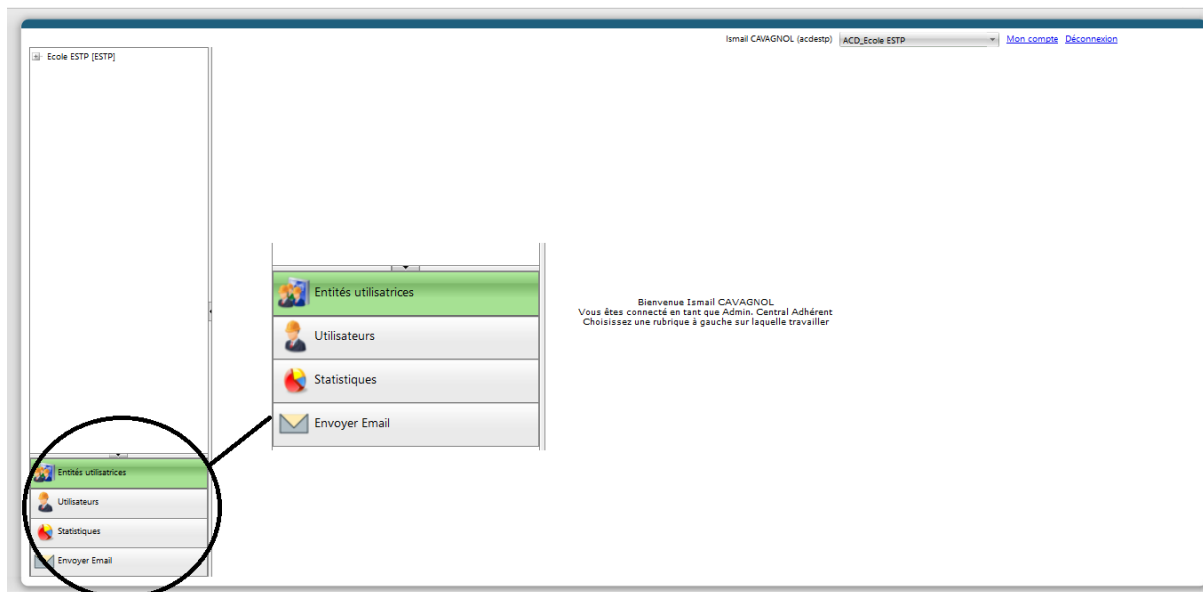 Ismail CAVAGNOL (acdestp) ACD_Ecole ESTP Mon compte Déconnexion
Ecole ESTP [ESTP]
Entités utilisatrices
Utilisateurs
Statistiques
Envoyer Email
Bienvenue Ismail CAVAGNOL
Vous êtes connecté en tant que Admin. Central Adhérent
Choisissez une rubrique à gauche sur laquelle travailler
Entités utilisatrices
Utilisateurs
Statistiques
Envoyer Email